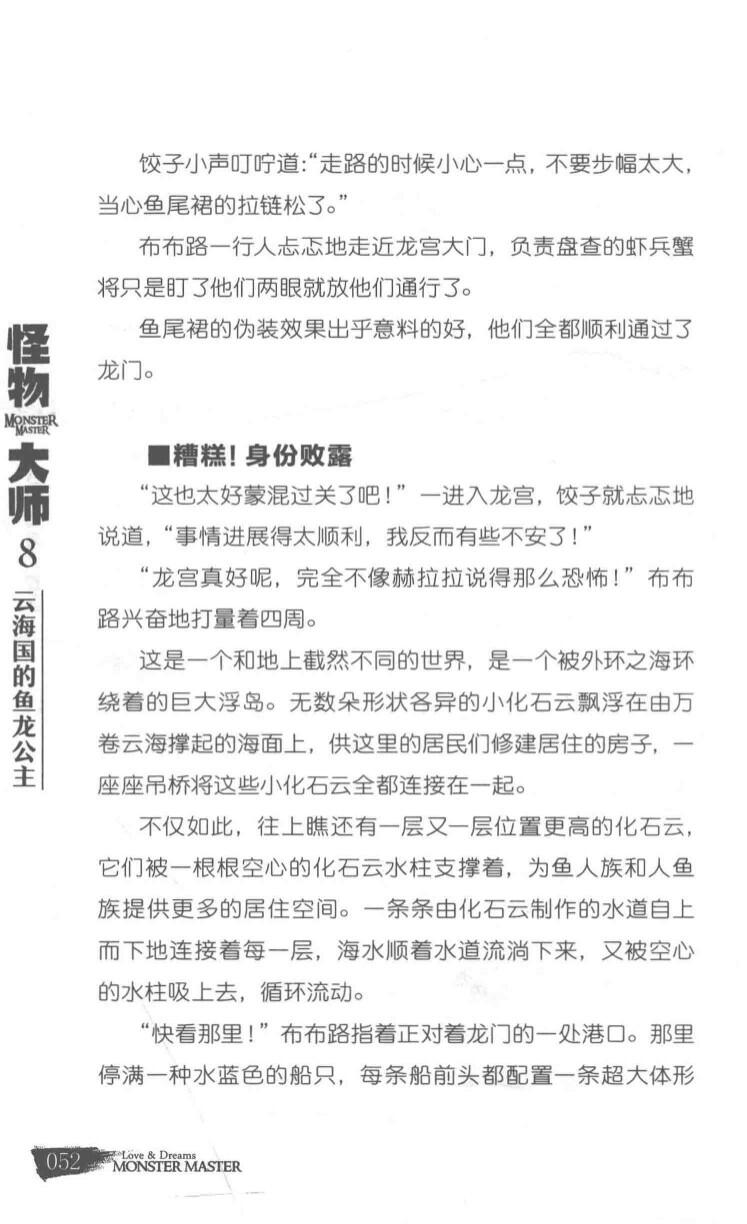 饺子小声叮咛道:“走路的时候小心一点，不要步幅太大，
当心鱼尾裙的拉链松了。”
布布路一行人忐忑地走近龙宫大门，负责盘查的虾兵蟹
将只是盯了他们两眼就放他们通行了。
鱼尾裙的伪装效果出乎意料的好，他们全都顺利通过了
龙门。
■糟糕！身份败露
“这也太好蒙混过关了吧！”一进入龙宫，饺子就忐忑地
说道，“事情进展得太顺利，我反而有些不安了！”
“龙宫真好呢，完全不像赫拉拉说得那么恐怖！”布布
路兴奋地打量着四周。
这是一个和地上截然不同的世界，是一个被外环之海环
绕着的巨大浮岛。无数朵形状各异的小化石云飘浮在由万
卷云海撑起的海面上，供这里的居民们修建居住的房子，一
座座吊桥将这些小化石云全都连接在一起。
不仅如此，往上瞧还有一层又一层位置更高的化石云，
它们被一根根空心的化石云水柱支撑着，为鱼人族和人鱼
族提供更多的居住空间。一条条由化石云制作的水道自上
而下地连接着每一层，海水顺着水道流淌下来，又被空心
的水柱吸上去，循环流动。
“快看那里！”布布路指着正对着龙门的一处港口。那里
停满一种水蓝色的船只，每条船前头都配置一条超大体形
怪物
MONSTER
MASTER
大师
8
云海国的鱼龙公主
052
Love & Dreams
MONSTER MASTER